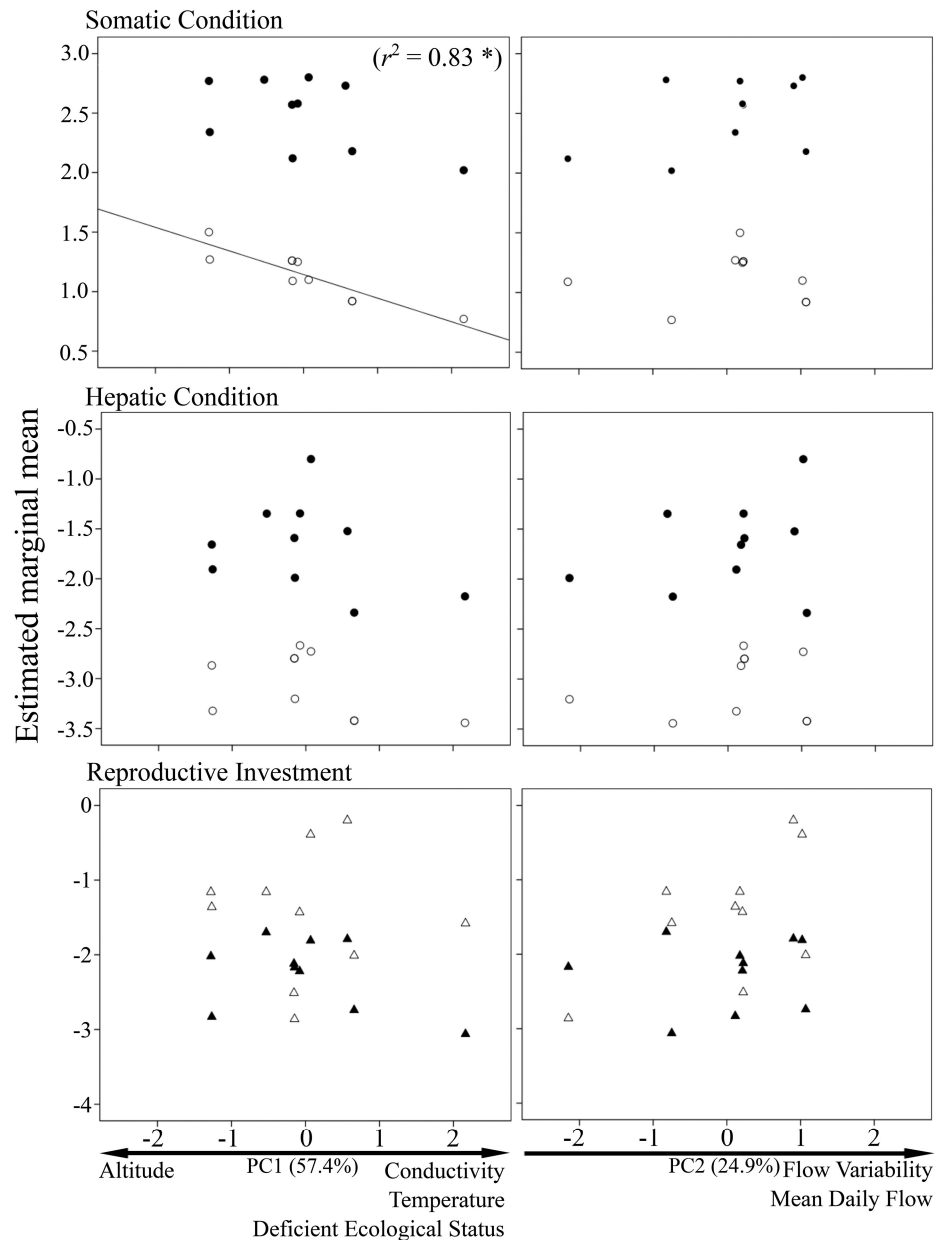 Somatic Condition
(r² = 0.83 *)
3.0
2.5
2.0
1.5
1.0
0.5
Hepatic Condition
Estimated marginal mean
-0.5
-1.0
-1.5
-2.0
-2.5
-3.0
-3.5
Reproductive Investment
0
-1
-2
-3
-4
-2 -1 0 1 2
-2 -1 0 1 2
Altitude PC1 (57.4%) Conductivity
Temperature
Deficient Ecological Status
PC2 (24.9%) Flow Variability
Mean Daily Flow